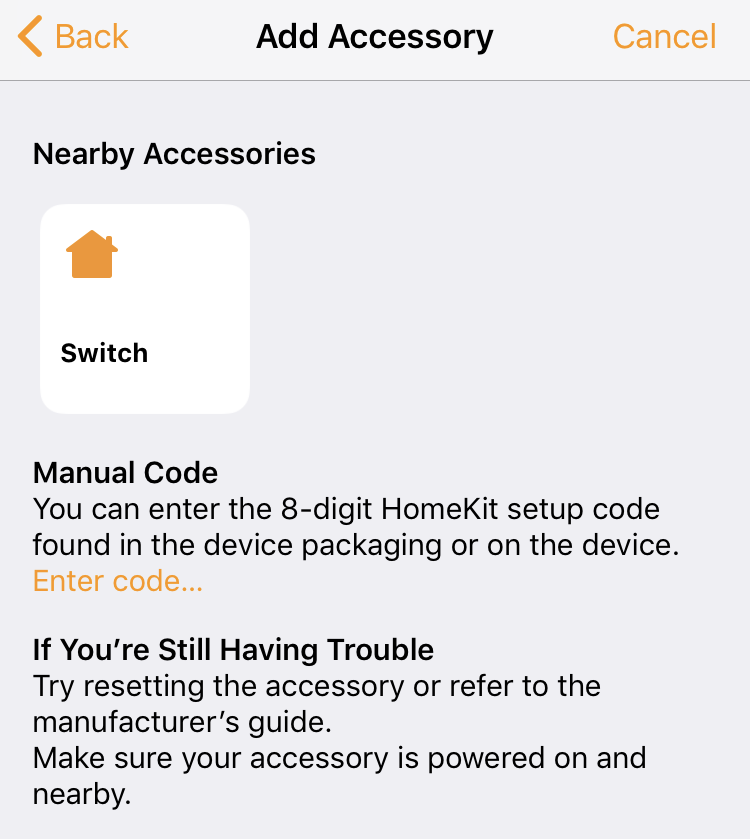 Back Add Accessory Cancel
Nearby Accessories
Switch
Manual Code
You can enter the 8-digit HomeKit setup code
found in the device packaging or on the device.
Enter code...
If You’re Still Having Trouble
Try resetting the accessory or refer to the
manufacturer’s guide.
Make sure your accessory is powered on and
nearby.